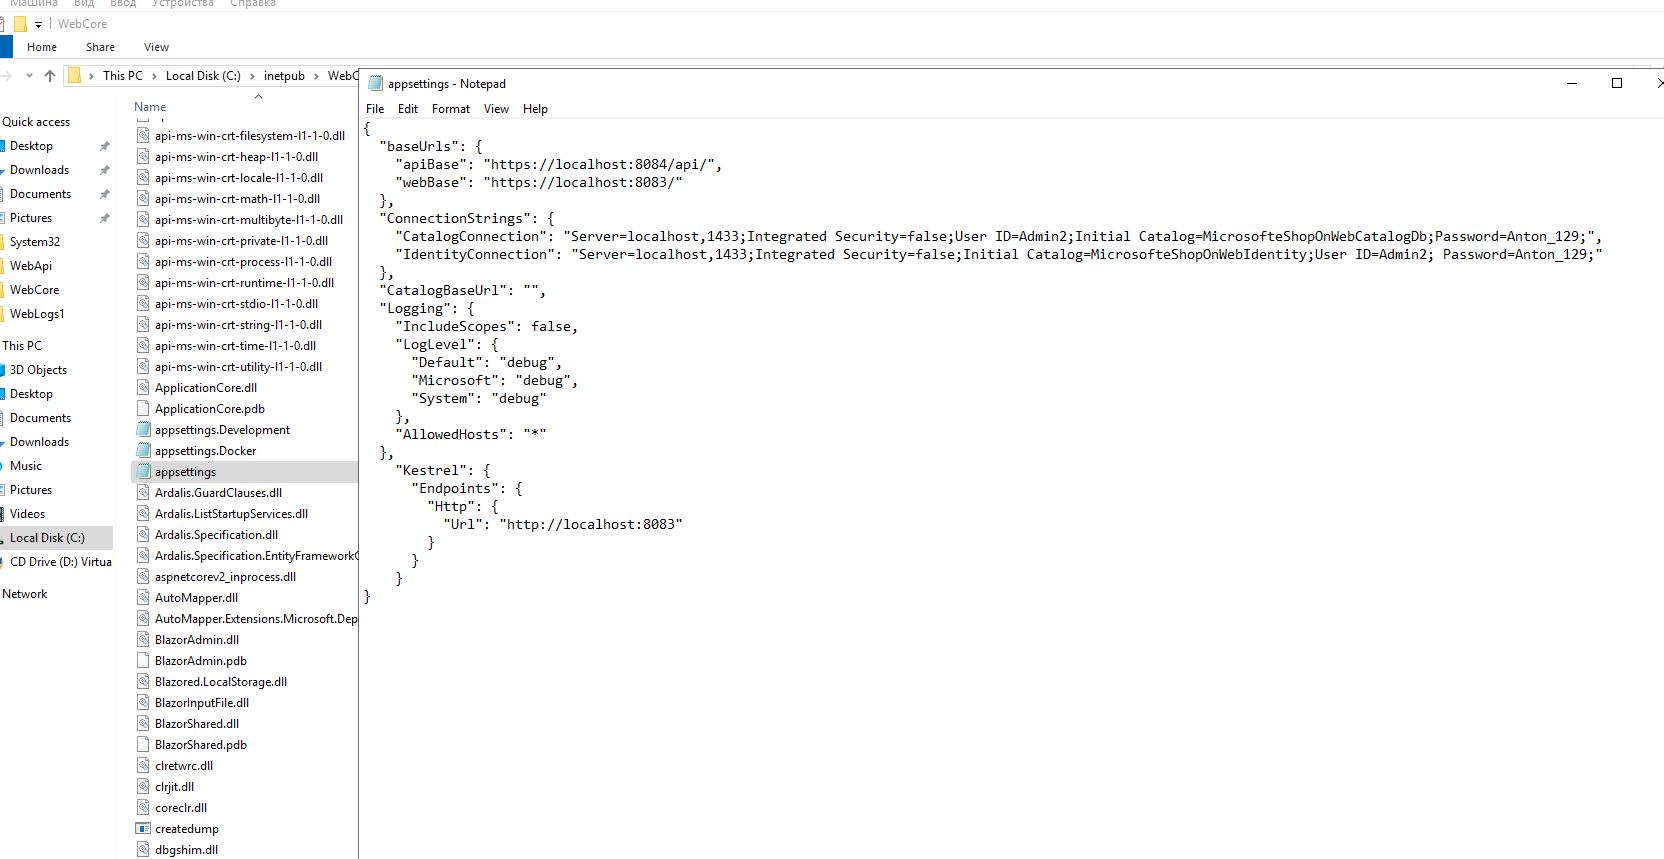 Машина Вид Ввод Устройства Справка
WebCore
Home Share View
This PC Local Disk (C:) inetpub WebC
Name
Quick access
Desktop
Downloads
Documents
Pictures
System32
WebApi
WebCore
WebLogs1
This PC
3D Objects
Desktop
Documents
Downloads
Music
Pictures
Videos
Local Disk (C:)
CD Drive (D:) Virtua
Network
api-ms-win-crt-filesystem-l1-1-0.dll
api-ms-win-crt-heap-l1-1-0.dll
api-ms-win-crt-locale-l1-1-0.dll
api-ms-win-crt-math-l1-1-0.dll
api-ms-win-crt-multibyte-l1-1-0.dll
api-ms-win-crt-private-l1-1-0.dll
api-ms-win-crt-process-l1-1-0.dll
api-ms-win-crt-runtime-l1-1-0.dll
api-ms-win-crt-stdio-l1-1-0.dll
api-ms-win-crt-string-l1-1-0.dll
api-ms-win-crt-time-l1-1-0.dll
api-ms-win-crt-utility-l1-1-0.dll
ApplicationCore.dll
ApplicationCore.pdb
appsettings.Development
appsettings.Docker
appsettings
Ardalis.GuardClauses.dll
Ardalis.ListStartupServices.dll
Ardalis.Specification.dll
Ardalis.Specification.EntityFrameworkC
aspnetcorev2_inprocess.dll
AutoMapper.dll
AutoMapper.Extensions.Microsoft.Dep
BlazorAdmin.dll
BlazorAdmin.pdb
Blazored.LocalStorage.dll
BlazorInputFile.dll
BlazorShared.dll
BlazorShared.pdb
clretwrc.dll
clrjit.dll
coreclr.dll
createdump
dbgshim.dll
appsettings - Notepad
File Edit Format View Help
{
"baseUrls": {
"apiBase": "https://localhost:8084/api/",
"webBase": "https://localhost:8083/"
},
"ConnectionStrings": {
"CatalogConnection": "Server=localhost,1433;Integrated Security=false;User ID=Admin2;Initial Catalog=MicrosofteShopOnWebCatalogDb;Password=Anton_129;",
"IdentityConnection": "Server=localhost,1433;Integrated Security=false;Initial Catalog=MicrosofteShopOnWebIdentity;User ID=Admin2; Password=Anton_129;"
},
"CatalogBaseUrl": "",
"Logging": {
"IncludeScopes": false,
"LogLevel": {
"Default": "debug",
"Microsoft": "debug",
"System": "debug"
},
"AllowedHosts": "*"
},
"Kestrel": {
"Endpoints": {
"Http": {
"Url": "http://localhost:8083"
}
}
}
}